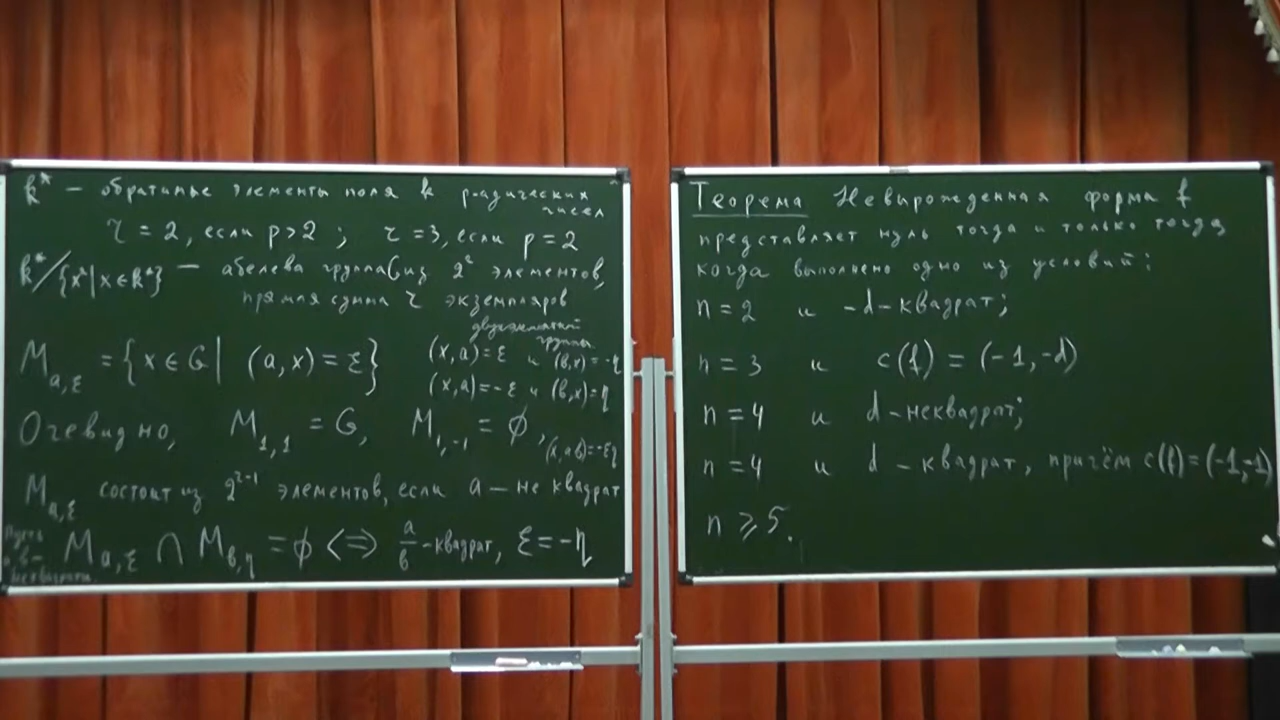 k* — обратимые элементы поля k p-адических
чисел
r = 2, если p>2 ; r = 3, если p = 2
k*/{x²|x∈k*} — абелева группа G из 2^r элементов,
прямая сумма r экземпляров
двухэлементной
группы
M_{a,ε} = {x ∈ G | (a,x) = ε}
(x,a)=ε и (в,x)=-η
(x,a)=-ε и (в,x)=η
Очевидно, M_{1,1} = G, M_{1,-1} = ∅,
(x,aв)=-εη
M_{a,ε} состоит из 2^{r-1} элементов, если a — не квадрат
Пусть a,в — неквадраты
M_{a,ε} ∩ M_{в,η} = ∅ <=> a/в -квадрат, ε = -η
Теорема Невырожденная форма f
представляет нуль тогда и только тогда,
когда выполнено одно из условий:
n = 2 и -d - квадрат;
n = 3 и c(f) = (-1, -d)
n = 4 и d - неквадрат;
n = 4 и d - квадрат, причём c(f) = (-1,-1)
n ⩾ 5.